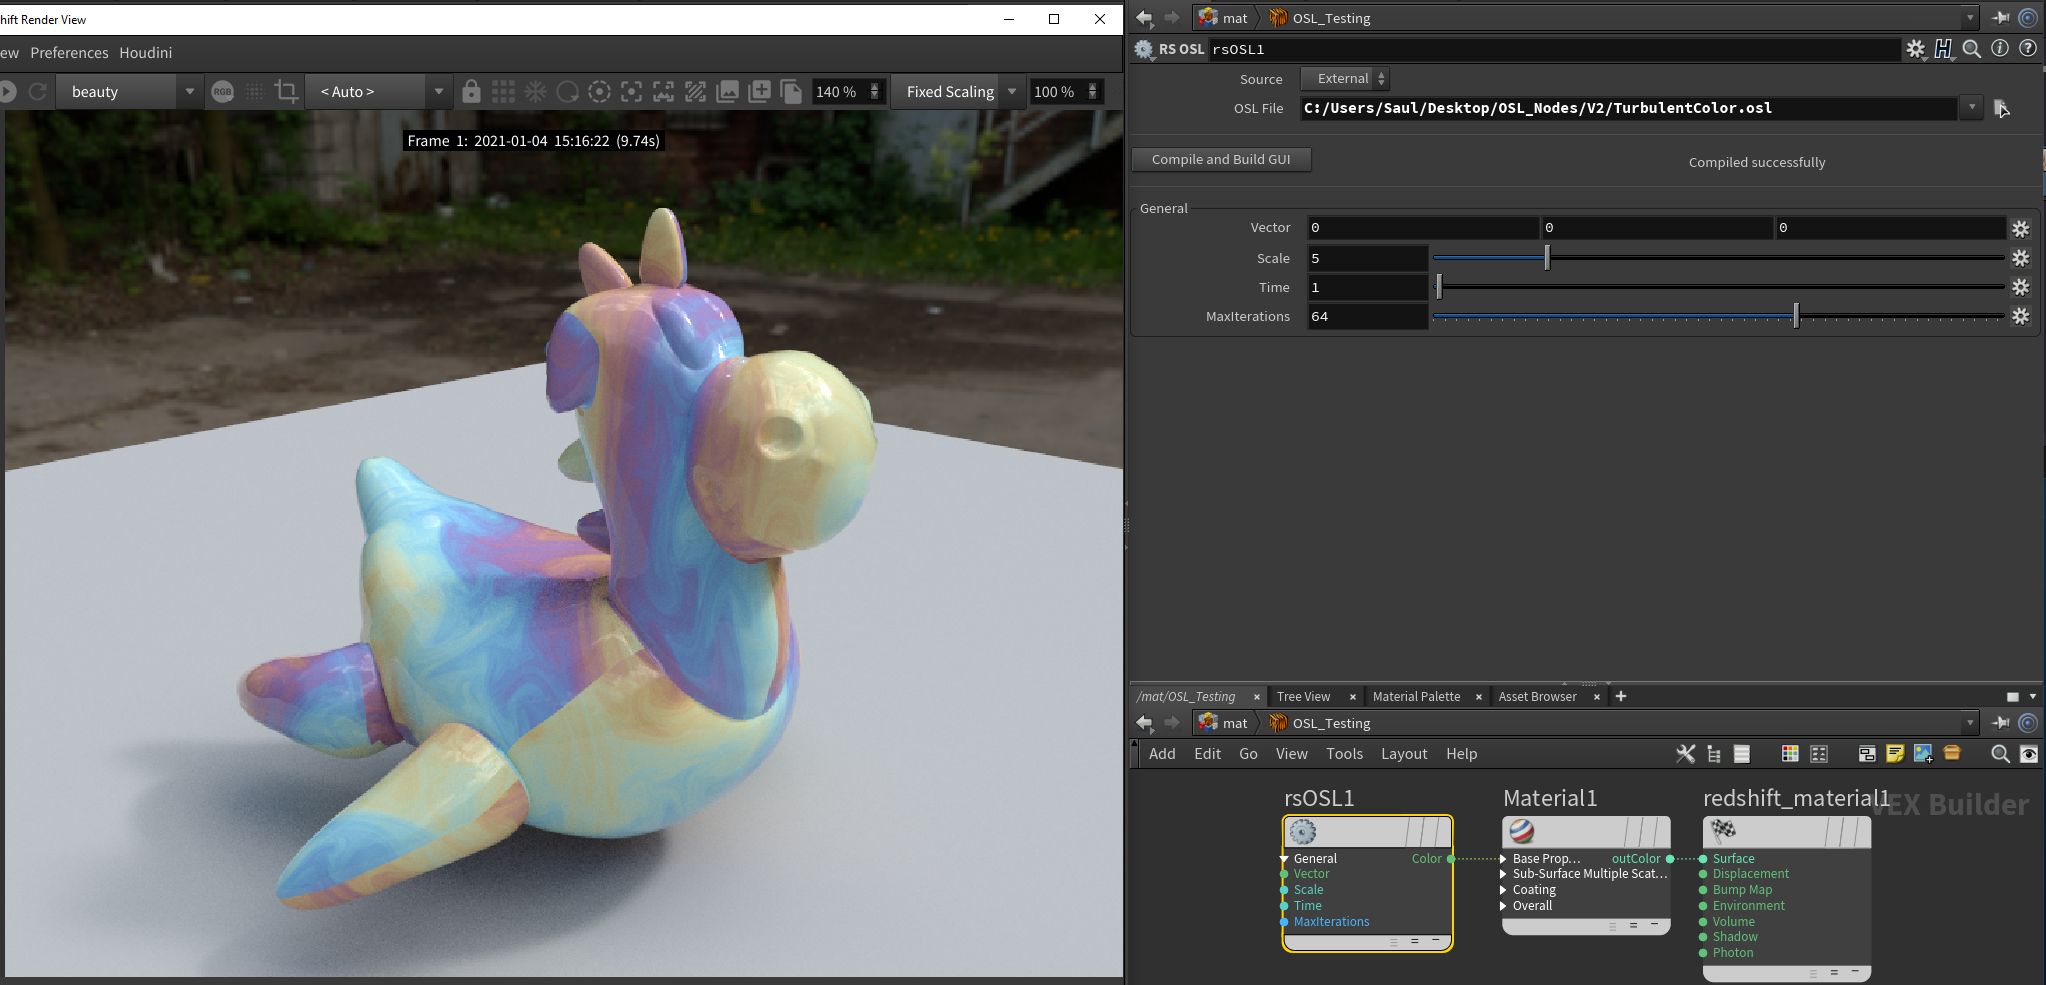 hift Render View
ew Preferences Houdini
beauty
RGB
< Auto >
140 %
Fixed Scaling
100 %
Frame 1: 2021-01-04 15:16:22 (9.74s)
mat OSL_Testing
RS OSL rsOSL1
Source External
OSL File C:/Users/Saul/Desktop/OSL_Nodes/V2/TurbulentColor.osl
Compile and Build GUI Compiled successfully
General
Vector 0 0 0
Scale 5
Time 1
MaxIterations 64
/mat/OSL_Testing × Tree View × Material Palette × Asset Browser × +
mat OSL_Testing
Add Edit Go View Tools Layout Help
VEX Builder
rsOSL1
General Color
Vector
Scale
Time
MaxIterations
Material1
Base Prop... outColor
Sub-Surface Multiple Scat...
Coating
Overall
redshift_material1
Surface
Displacement
Bump Map
Environment
Volume
Shadow
Photon